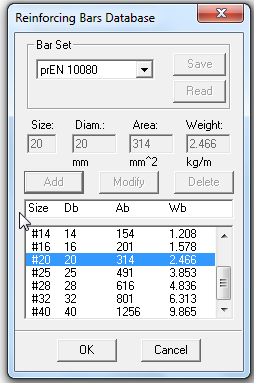 Reinforcing Bars Database
Bar Set
prEN 10080
Save
Read
Size: Diam.: Area: Weight:
20 20 314 2.466
mm mm^2 kg/m
Add Modify Delete
Size Db Ab Wb
#14 14 154 1.208
#16 16 201 1.578
#20 20 314 2.466
#25 25 491 3.853
#28 28 616 4.836
#32 32 801 6.313
#40 40 1256 9.865
OK Cancel